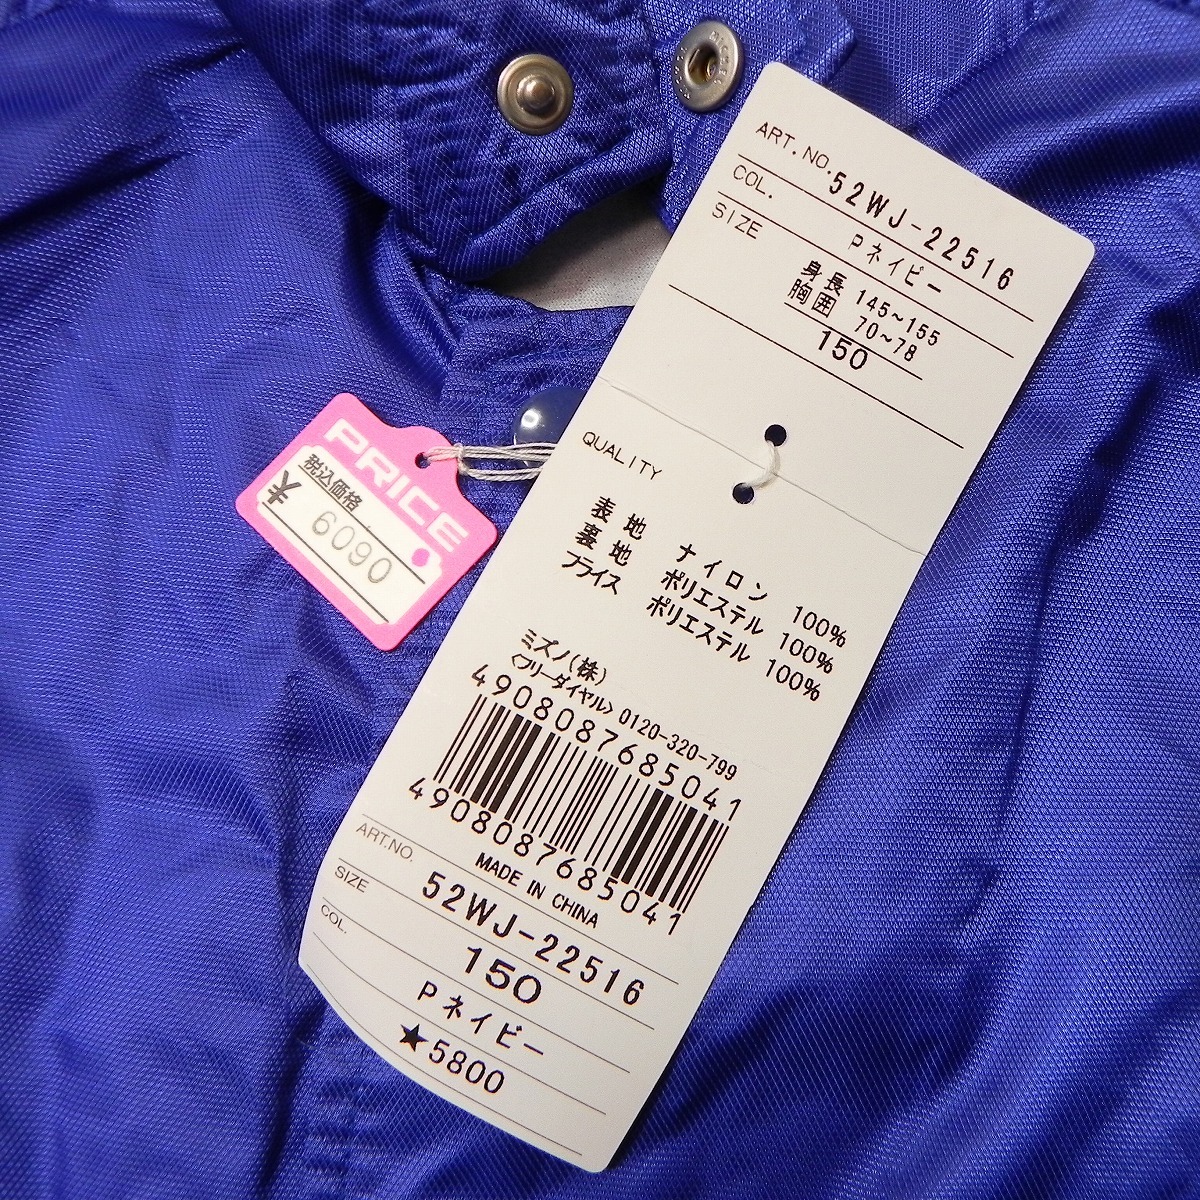 ART.NO. 52WJ-22516
COL. Pネイビー
SIZE 身長 145~155
胸囲 70~78
150
QUALITY
表地 ナイロン 100%
裏地 ポリエステル 100%
フライス ポリエステル 100%
ミズノ(株)
<フリーダイヤル> 0120-320-799
4908087685041
4908087685041
MADE IN CHINA
ART.NO. 52WJ-22516
SIZE 150
COL. Pネイビー
★5800
PRICE
税込価格
¥ 6090